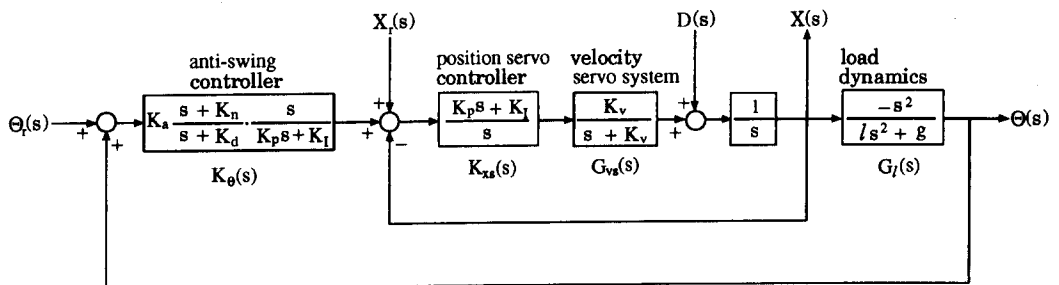 X_r(s)
D(s)
X(s)
anti-swing
controller
position servo
controller
velocity
servo system
load
dynamics
Θ_r(s)
+
+
K_a (s + K_n)/(s + K_d) · s/(K_p s + K_I)
+
+
−
(K_p s + K_I)/s
K_v/(s + K_v)
+
+
1/s
−s²/(l s² + g)
Θ(s)
K_θ(s)
K_xs(s)
G_vs(s)
G_l(s)